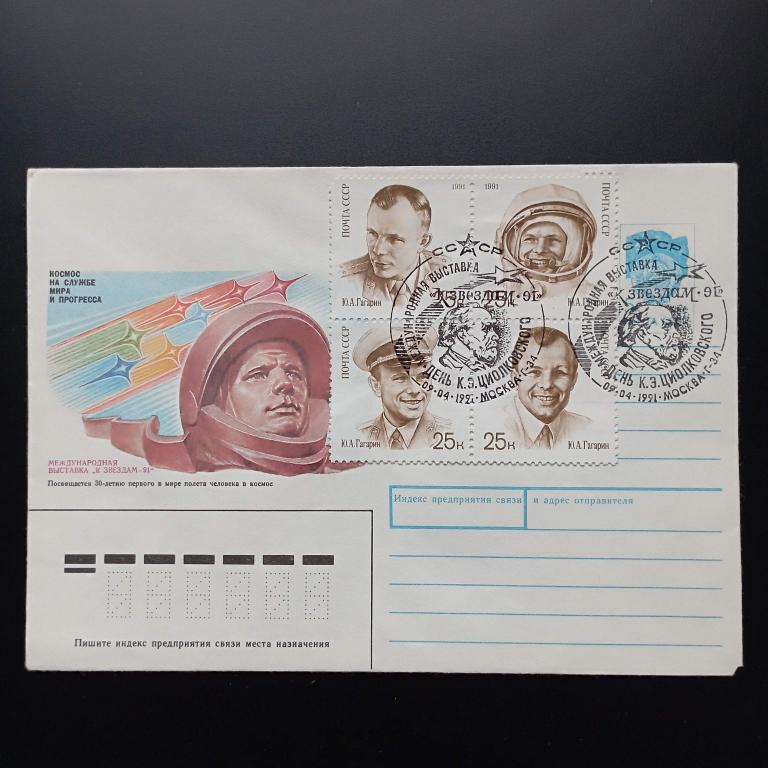 КОСМОС
НА СЛУЖБЕ
МИРА
И ПРОГРЕССА
МЕЖДУНАРОДНАЯ
ВЫСТАВКА "К ЗВЕЗДАМ-91"
Посвящается 30-летию первого в мире полета человека в космос
ПОЧТА СССР
1991
Ю.А.Гагарин
1991
ПОЧТА СССР
Ю.А.Гагарин
ПОЧТА СССР
Ю.А.Гагарин
25к
25к
Ю.А.Гагарин
СССР
МЕЖДУНАРОДНАЯ ВЫСТАВКА
"К ЗВЕЗДАМ·91"
ДЕНЬ К.Э.ЦИОЛКОВСКОГО
09·04·1991·МОСКВА·Г-34
СССР
МЕЖДУНАРОДНАЯ ВЫСТАВКА
"К ЗВЕЗДАМ·91"
ДЕНЬ К.Э.ЦИОЛКОВСКОГО
09·04·1991·МОСКВА·Г-34
Индекс предприятия связи и адрес отправителя
Пишите индекс предприятия связи места назначения